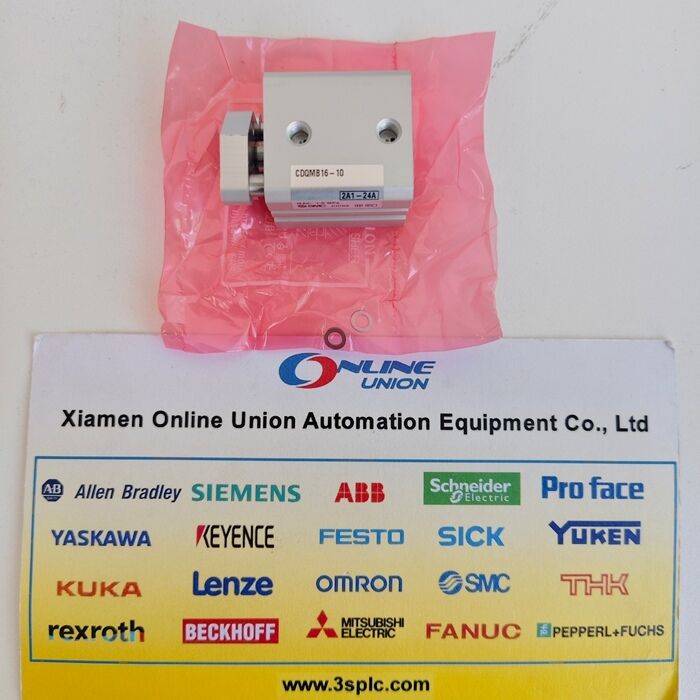 CDQMB16-10
2A1-24A
ONLINE
UNION
Xiamen Online Union Automation Equipment Co., Ltd
AB Allen Bradley SIEMENS ABB Schneider Electric Pro face
YASKAWA KEYENCE FESTO SICK YUKEN
KUKA Lenze OMRON SMC THK
rexroth BECKHOFF MITSUBISHI ELECTRIC FANUC PEPPERL+FUCHS
www.3splc.com